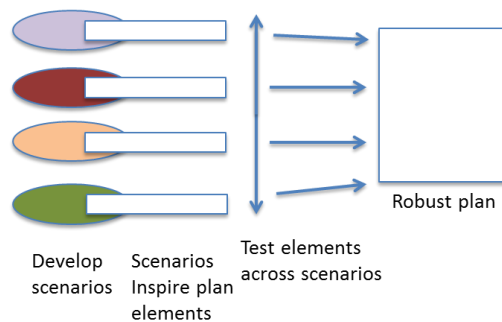 Robust plan
Develop
scenarios
Scenarios
Inspire plan
elements
Test elements
across scenarios